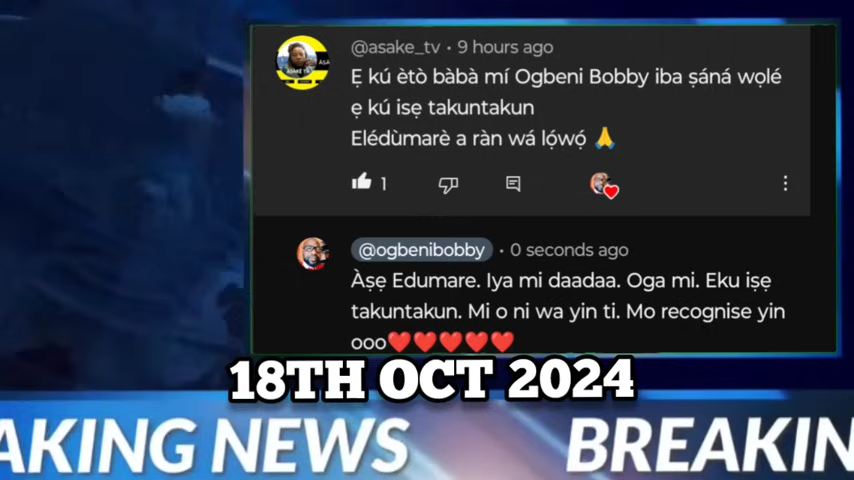 @asake_tv • 9 hours ago
Ẹ kú ètò bàbà mí Ogbeni Bobby iba ṣáná wọlé
ẹ kú isẹ takuntakun
Elédùmarè a ràn wá lọ́wọ́ 🙏
1
@ogbenibobby • 0 seconds ago
Àṣẹ Edumare. Iya mi daadaa. Oga mi. Eku iṣẹ
takuntakun. Mi o ni wa yin ti. Mo recognise yin
ooo❤️❤️❤️❤️❤️
18TH OCT 2024
AKING NEWS BREAKIN